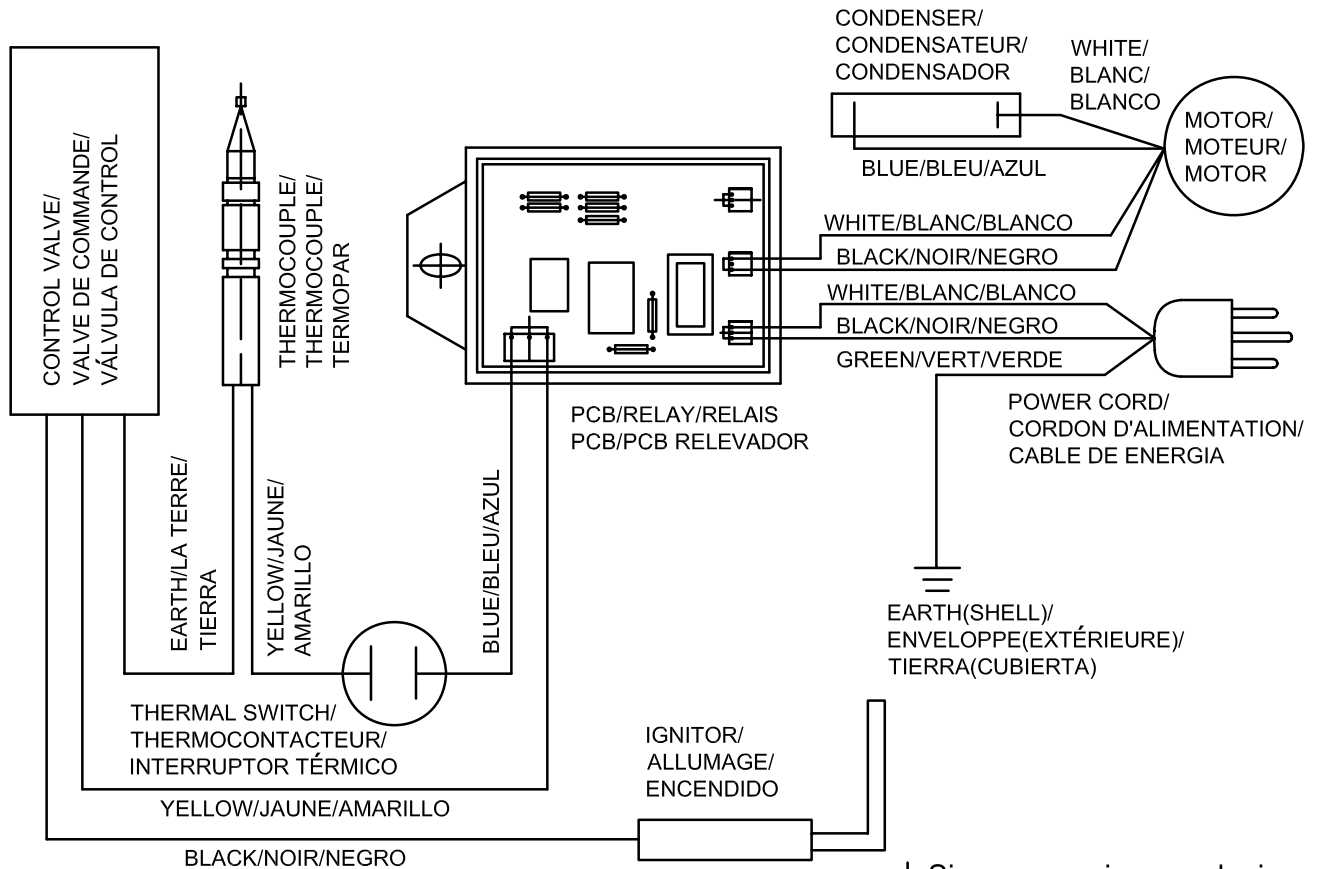 CONDENSER/
CONDENSATEUR/
CONDENSADOR
WHITE/
BLANC/
BLANCO
MOTOR/
MOTEUR/
MOTOR
BLUE/BLEU/AZUL
CONTROL VALVE/
VALVE DE COMMANDE/
VÁLVULA DE CONTROL
THERMOCOUPLE/
THERMOCOUPLE/
TERMOPAR
WHITE/BLANC/BLANCO
BLACK/NOIR/NEGRO
WHITE/BLANC/BLANCO
BLACK/NOIR/NEGRO
GREEN/VERT/VERDE
POWER CORD/
CORDON D'ALIMENTATION/
CABLE DE ENERGIA
PCB/RELAY/RELAIS
PCB/PCB RELEVADOR
EARTH/LA TERRE/
TIERRA
YELLOW/JAUNE/
AMARILLO
BLUE/BLEU/AZUL
EARTH(SHELL)/
ENVELOPPE(EXTÉRIEURE)/
TIERRA(CUBIERTA)
THERMAL SWITCH/
THERMOCONTACTEUR/
INTERRUPTOR TÉRMICO
IGNITOR/
ALLUMAGE/
ENCENDIDO
YELLOW/JAUNE/AMARILLO
BLACK/NOIR/NEGRO